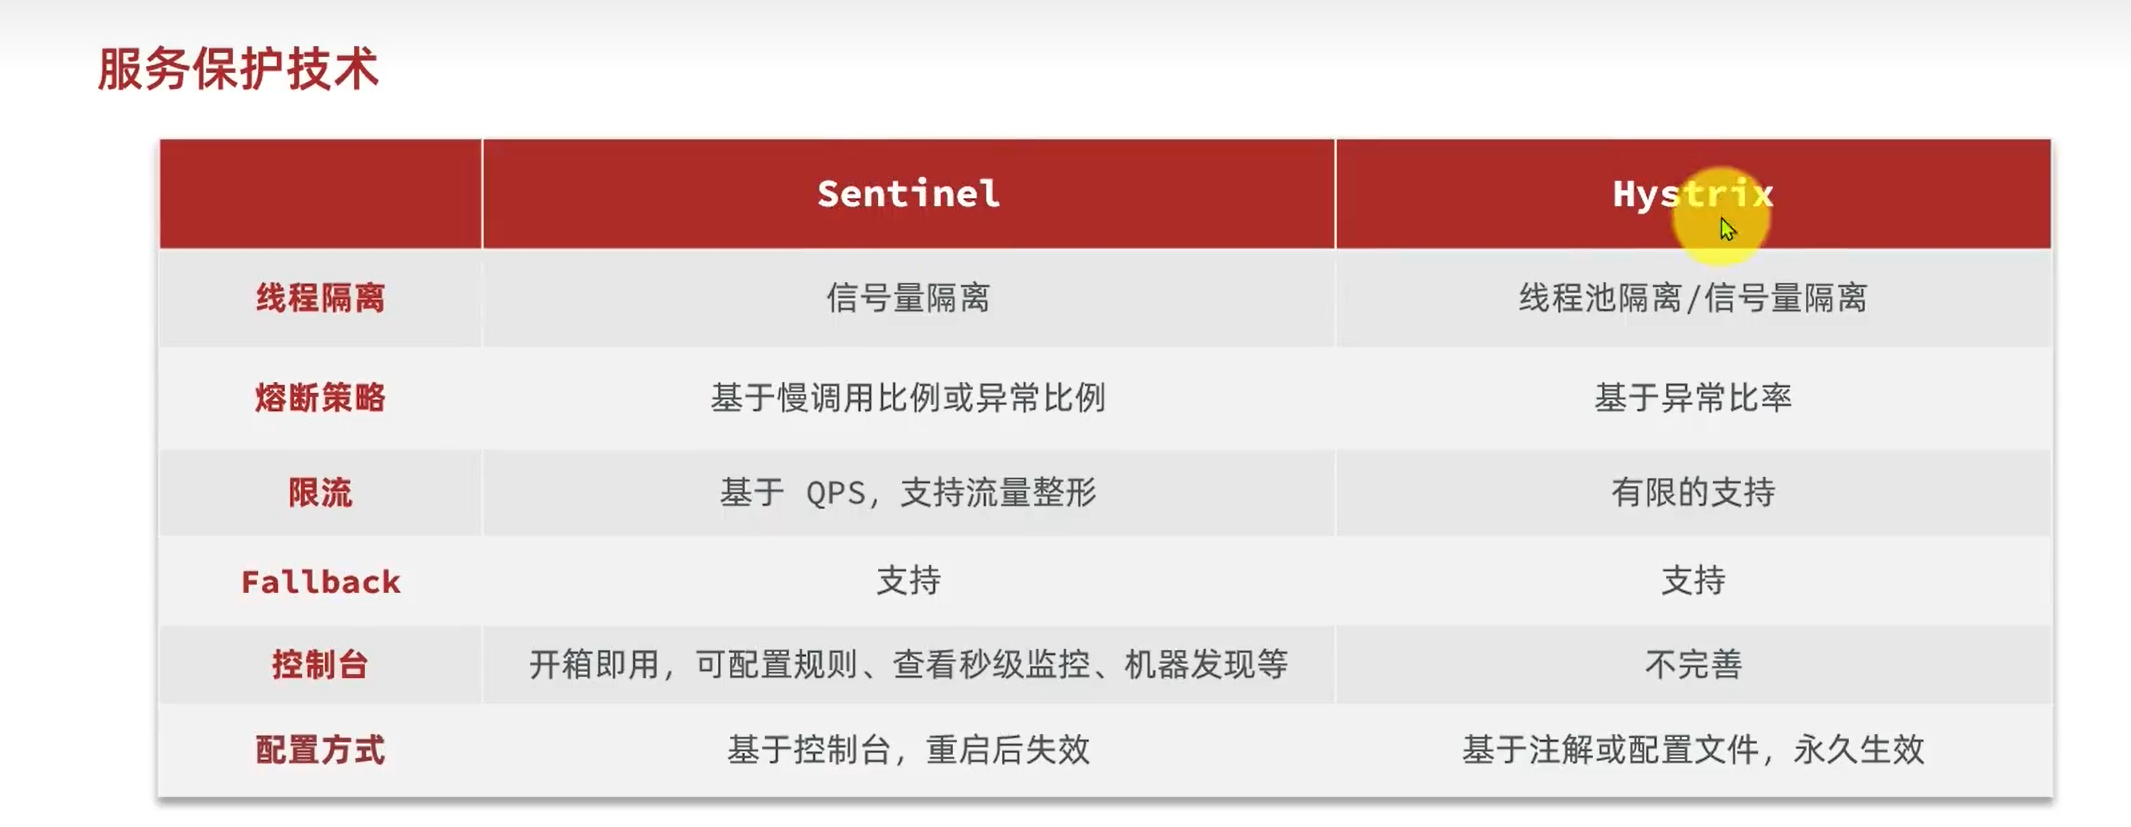 服务保护技术
Sentinel Hystrix
线程隔离 信号量隔离 线程池隔离/信号量隔离
熔断策略 基于慢调用比例或异常比例 基于异常比率
限流 基于 QPS，支持流量整形 有限的支持
Fallback 支持 支持
控制台 开箱即用，可配置规则、查看秒级监控、机器发现等 不完善
配置方式 基于控制台，重启后失效 基于注解或配置文件，永久生效